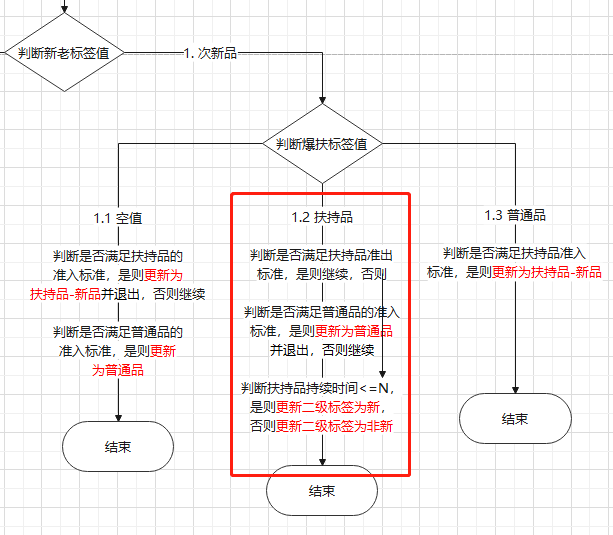 判断新老标签值
1. 次新品
判断爆扶标签值
1.1 空值
判断是否满足扶持品的
准入标准，是则更新为
扶持品-新品并退出，否则继续
判断是否满足普通品的
准入标准，是则更新
为普通品
结束
1.2 扶持品
判断是否满足扶持品准出
标准，是则继续，否则
判断是否满足普通品的准入
标准，是则更新为普通品
并退出，否则继续
判断扶持品持续时间<=N，
是则更新二级标签为新，
否则更新二级标签为非新
结束
1.3 普通品
判断是否满足扶持品准入
标准，是则更新为扶持品-新品
结束